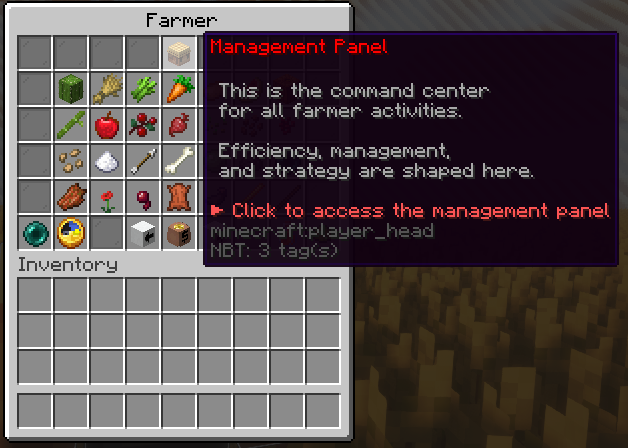 Farmer
Management Panel
This is the command center
for all farmer activities.
Efficiency, management,
and strategy are shaped here.
► Click to access the management panel
minecraft:player_head
NBT: 3 tag(s)
Inventory